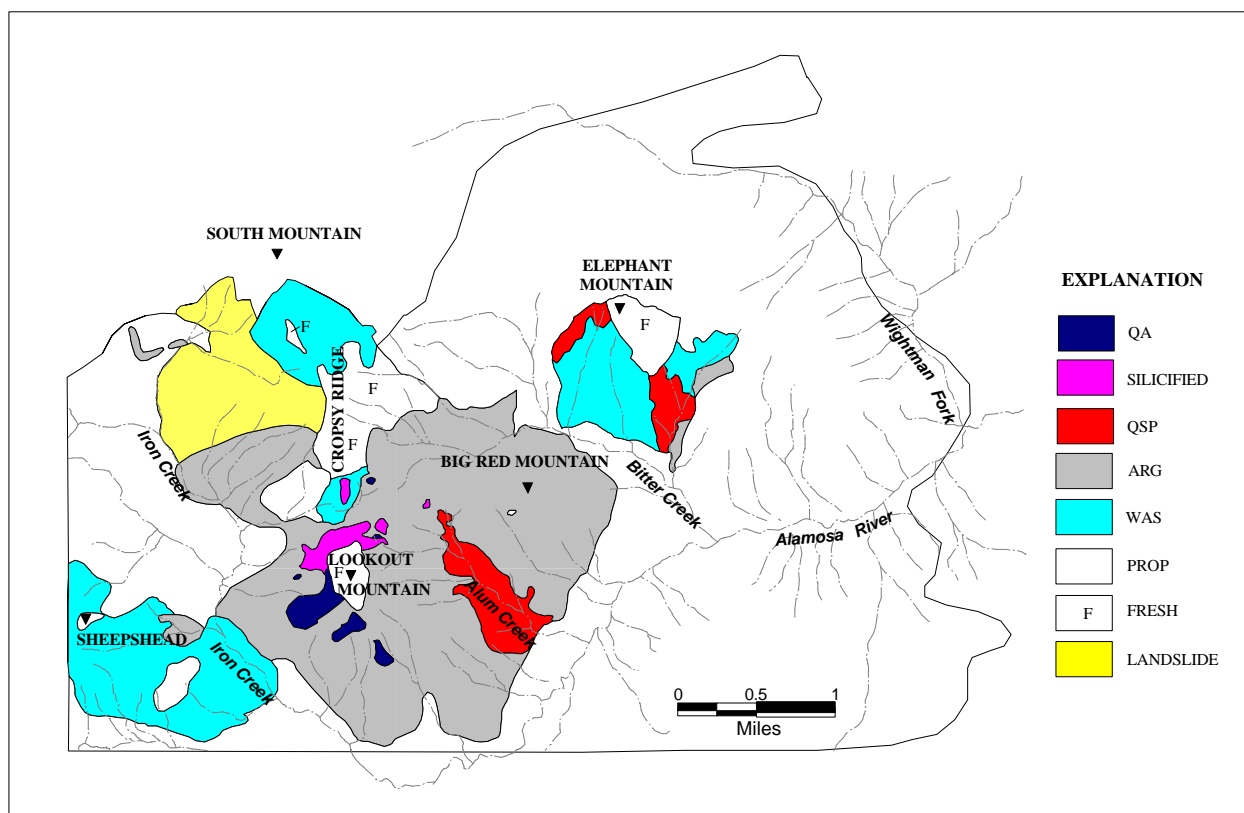 SOUTH MOUNTAIN
ELEPHANT
MOUNTAIN
F
F
F
F
CROPSY RIDGE
Iron Creek
BIG RED MOUNTAIN
Bitter Creek
Wightman Fork
Alamosa River
LOOKOUT
F
MOUNTAIN
Alum Creek
SHEEPSHEAD
Iron Creek
0 0.5 1
Miles
EXPLANATION
QA
SILICIFIED
QSP
ARG
WAS
PROP
F FRESH
LANDSLIDE